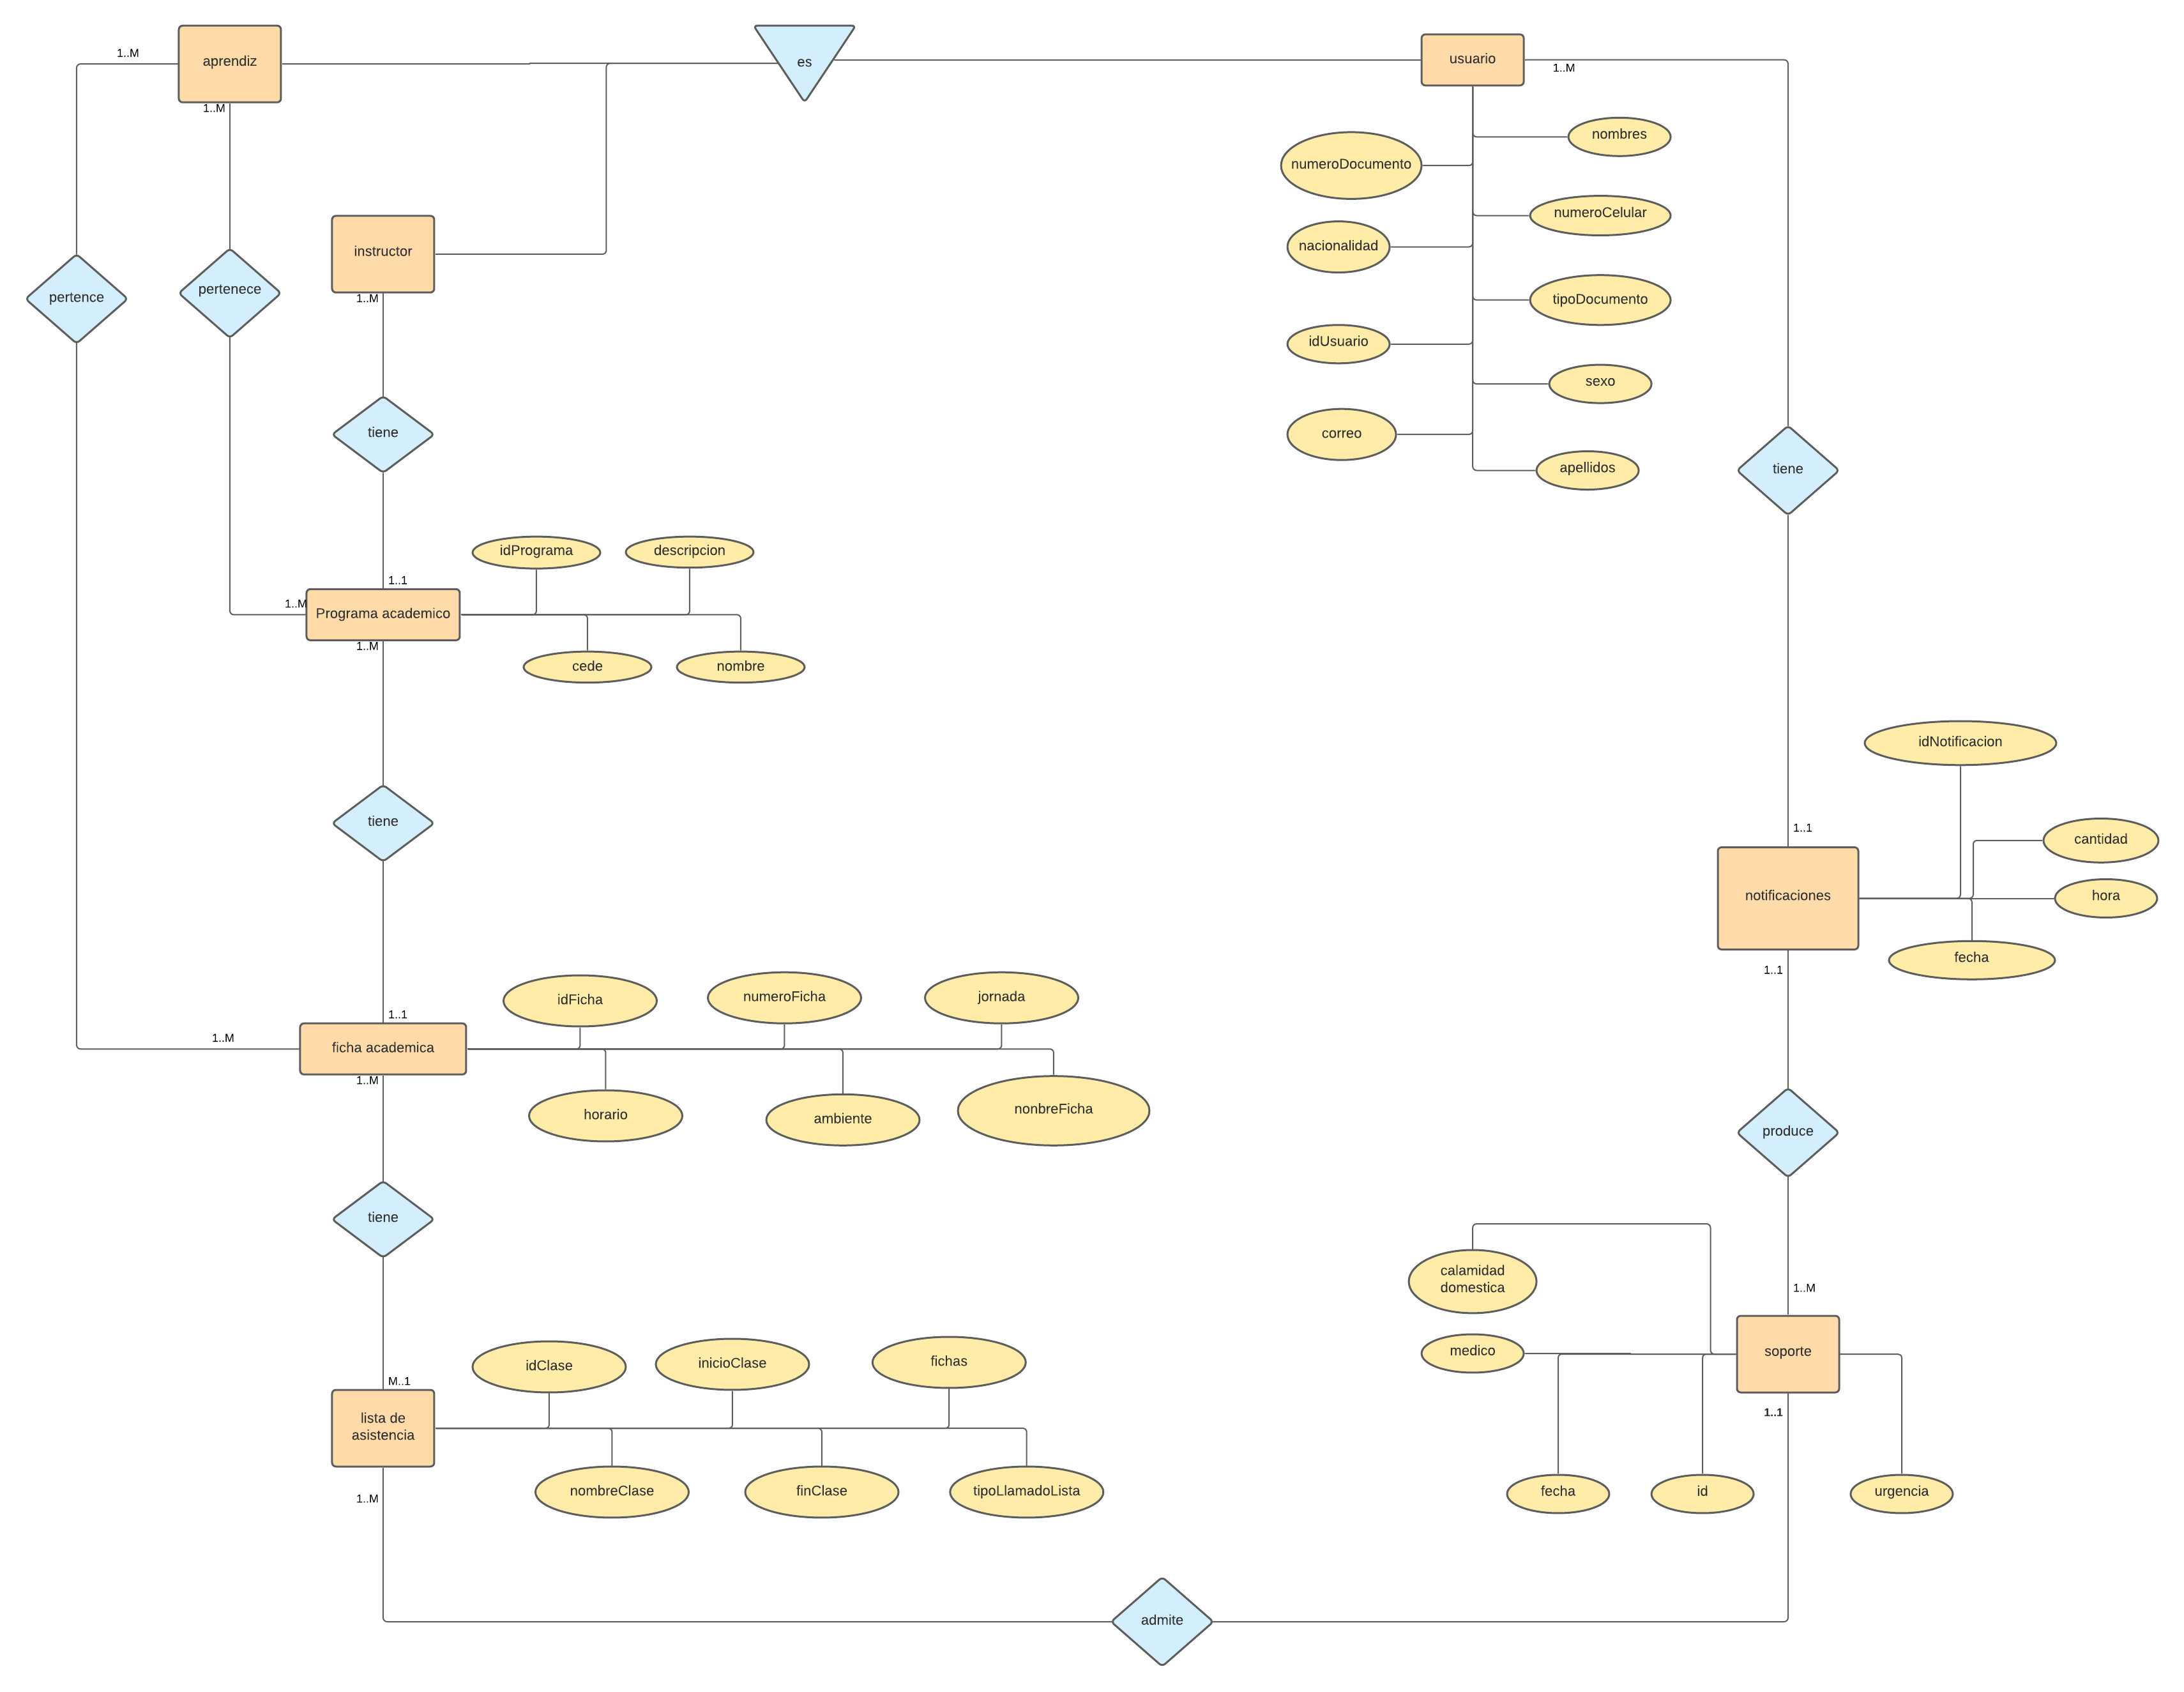 1..M
aprendiz
es
usuario
1..M
1..M
nombres
numeroDocumento
numeroCelular
instructor
nacionalidad
pertence
pertenece
1..M
tipoDocumento
idUsuario
sexo
tiene
correo
apellidos
tiene
idPrograma
descripcion
1..1
1..M
Programa academico
1..M
cede
nombre
idNotificacion
tiene
1..1
cantidad
notificaciones
hora
fecha
1..1
idFicha
numeroFicha
jornada
1..1
1..M
ficha academica
1..M
horario
ambiente
nonbreFicha
produce
tiene
calamidad
domestica
1..M
medico
soporte
idClase
inicioClase
fichas
M..1
1..1
lista de
asistencia
1..M
nombreClase
finClase
tipoLlamadoLista
fecha
id
urgencia
admite